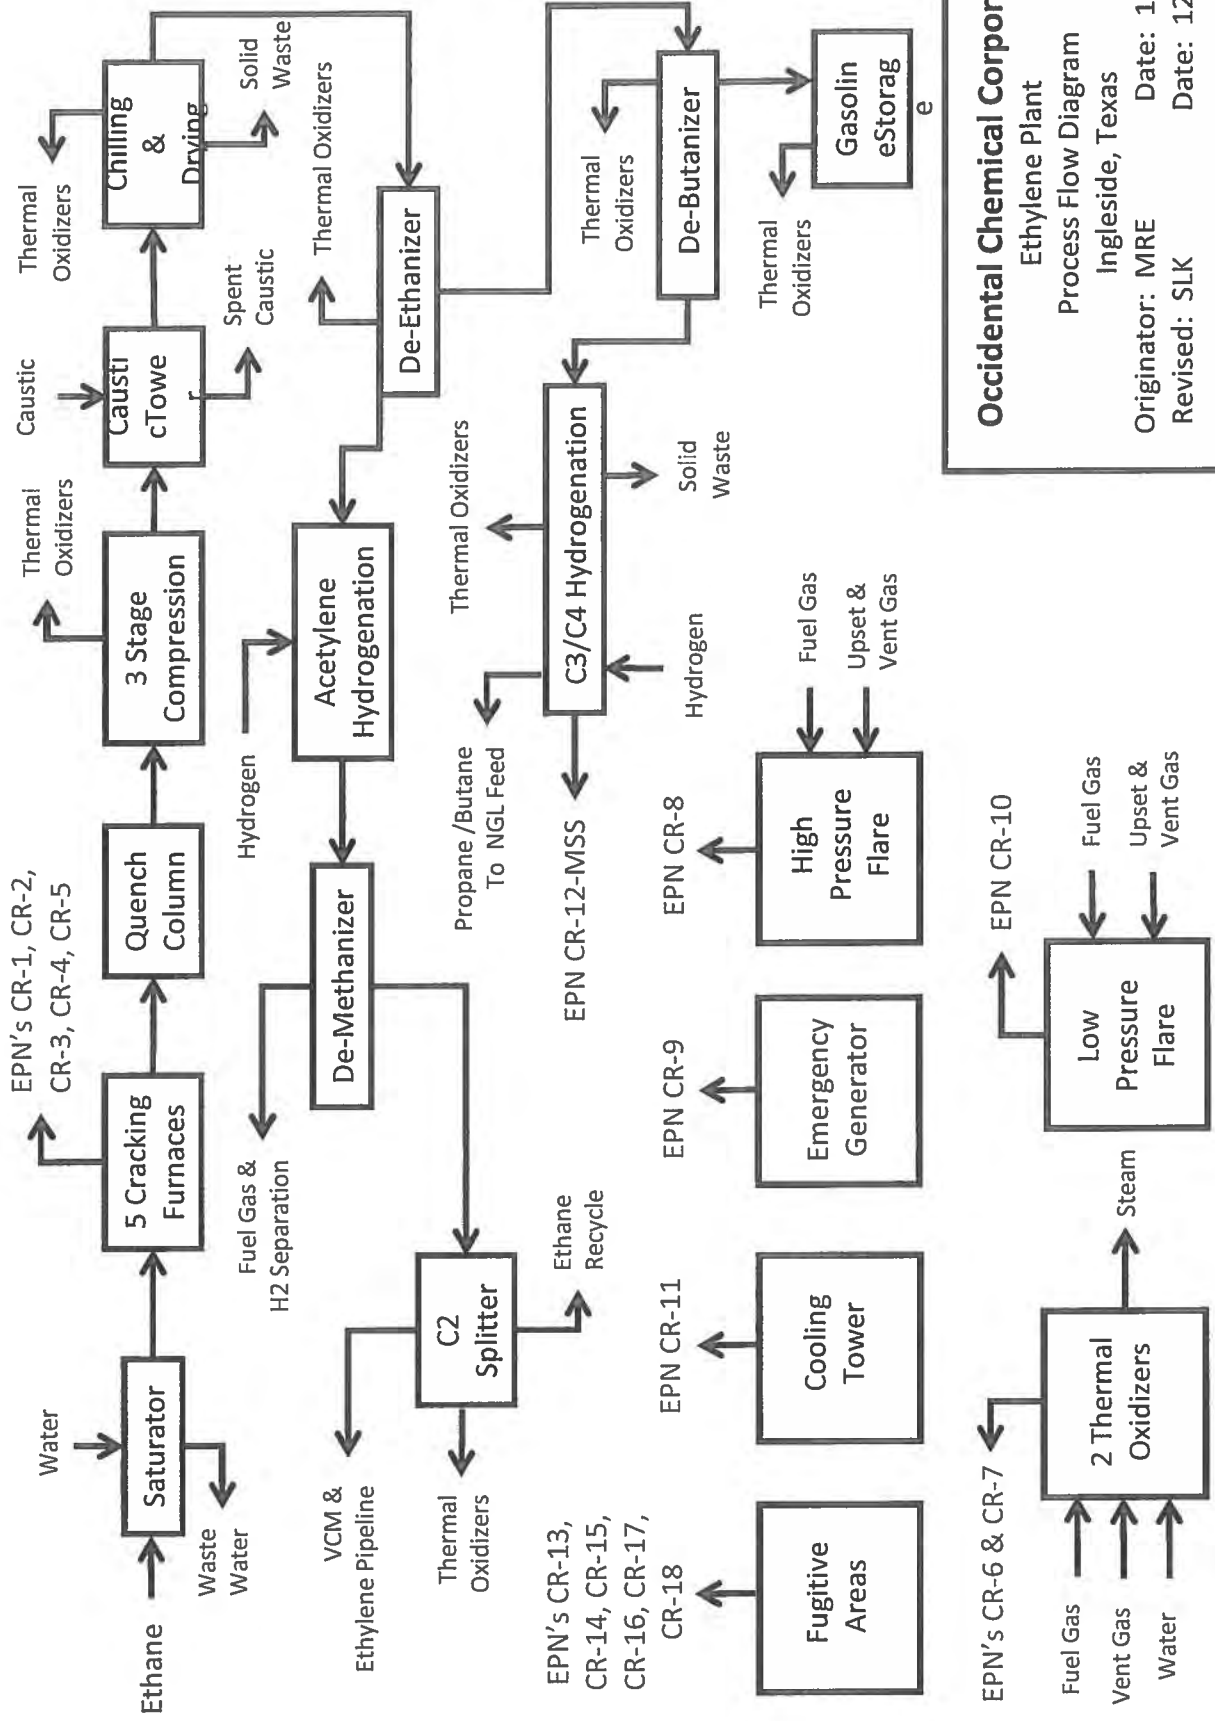 Ethane
Water
Saturator
Waste
Water
EPN's CR-1, CR-2,
CR-3, CR-4, CR-5
5 Cracking
Furnaces
Quench
Column
Thermal
Oxidizers
3 Stage
Compression
Caustic
Causti
cTowe
r
Spent
Caustic
Thermal
Oxidizers
Chilling
&
Drying
Solid
Waste
Fuel Gas &
H2 Separation
De-Methanizer
Hydrogen
Acetylene
Hydrogenation
Thermal Oxidizers
De-Ethanizer
VCM &
Ethylene Pipeline
Thermal
Oxidizers
C2
Splitter
Ethane
Recycle
Propane /Butane
To NGL Feed
EPN CR-12-MSS
Thermal Oxidizers
C3/C4 Hydrogenation
Hydrogen
Solid
Waste
Thermal
Oxidizers
De-Butanizer
Thermal
Oxidizers
Gasolin
eStorag
e
EPN's CR-13,
CR-14, CR-15,
CR-16, CR-17,
CR-18
Fugitive
Areas
EPN CR-11
Cooling
Tower
EPN CR-9
Emergency
Generator
EPN CR-8
High
Pressure
Flare
Fuel Gas
Upset &
Vent Gas
EPN's CR-6 & CR-7
Fuel Gas
Vent Gas
Water
2 Thermal
Oxidizers
Steam
EPN CR-10
Low
Pressure
Flare
Fuel Gas
Upset &
Vent Gas
Occidental Chemical Corpor
Ethylene Plant
Process Flow Diagram
Ingleside, Texas
Originator: MRE Date: 1
Revised: SLK Date: 12